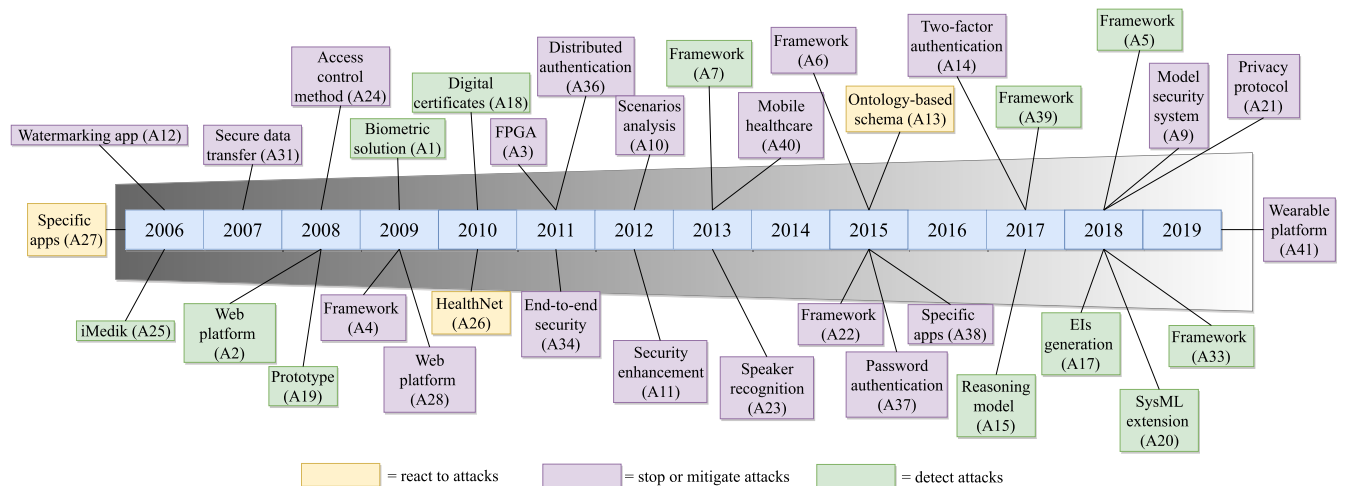 Watermarking app (A12)
Secure data
transfer (A31)
Access
control
method (A24)
Biometric
solution (A1)
Digital
certificates (A18)
FPGA
(A3)
Distributed
authentication
(A36)
Scenarios
analysis
(A10)
Framework
(A7)
Mobile
healthcare
(A40)
Framework
(A6)
Ontology-based
schema (A13)
Two-factor
authentication
(A14)
Framework
(A39)
Framework
(A5)
Model
security
system
(A9)
Privacy
protocol
(A21)
Specific
apps (A27)
2006 2007 2008 2009 2010 2011 2012 2013 2014 2015 2016 2017 2018 2019
Wearable
platform
(A41)
iMedik (A25)
Web
platform
(A2)
Prototype
(A19)
Framework
(A4)
Web
platform
(A28)
HealthNet
(A26)
End-to-end
security
(A34)
Security
enhancement
(A11)
Speaker
recognition
(A23)
Framework
(A22)
Password
authentication
(A37)
Specific
apps (A38)
Reasoning
model
(A15)
EIs
generation
(A17)
SysML
extension
(A20)
Framework
(A33)
= react to attacks
= stop or mitigate attacks
= detect attacks